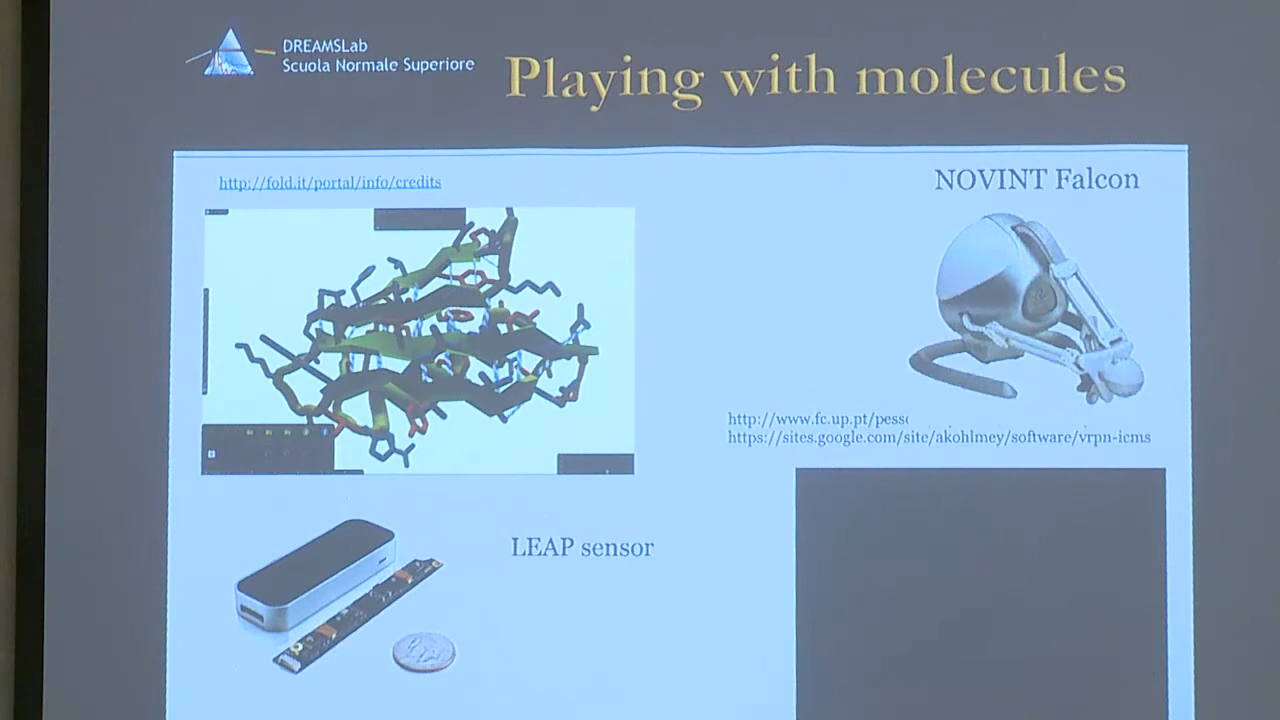 DREAMSLab
Scuola Normale Superiore
Playing with molecules
http://fold.it/portal/info/credits
NOVINT Falcon
http://www.fc.up.pt/pess
https://sites.google.com/site/akohlmey/software/vrpn-icms
LEAP sensor